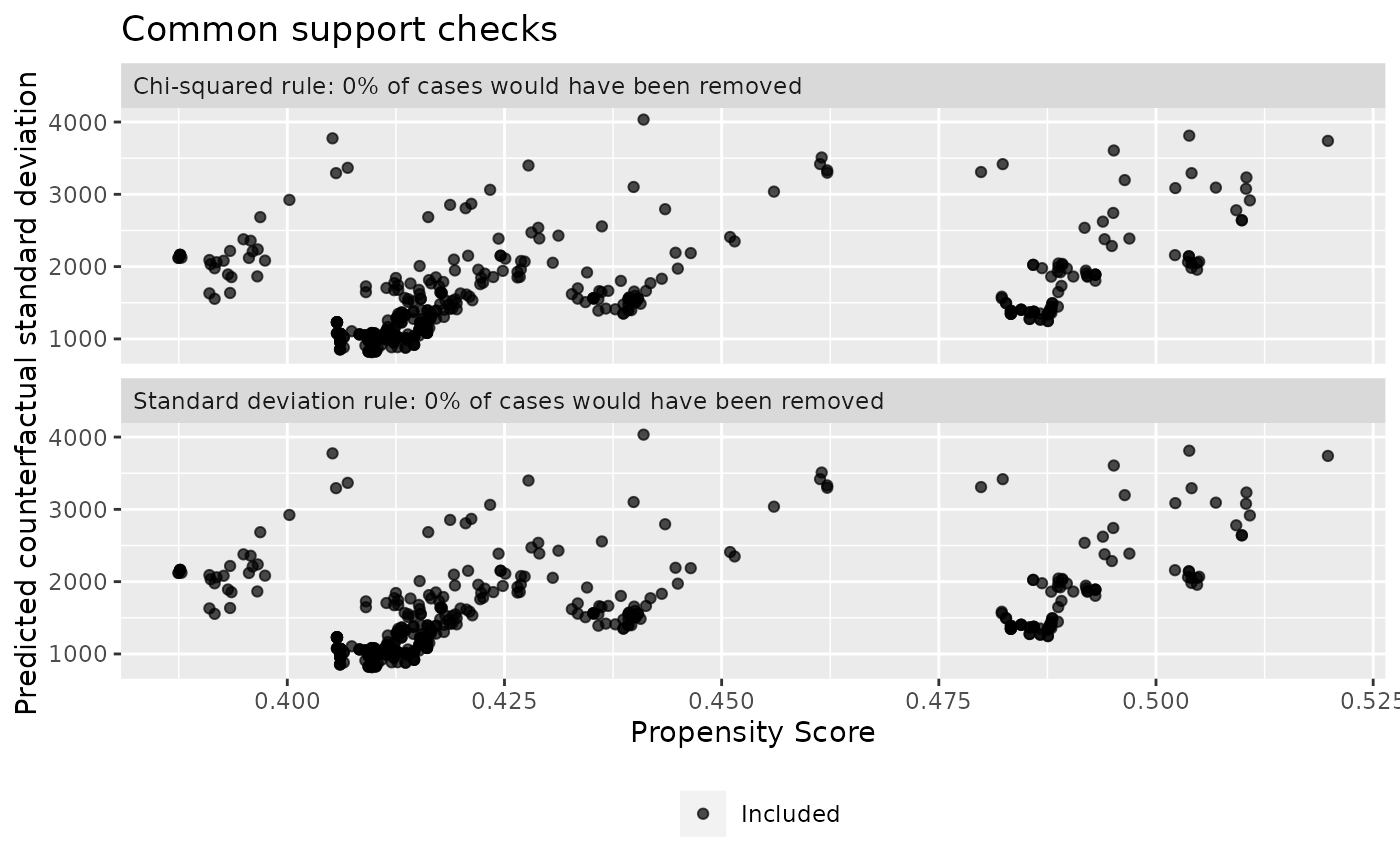 Common support checks
Predicted counterfactual standard deviation
Chi-squared rule: 0% of cases would have been removed
4000
3000
2000
1000
Standard deviation rule: 0% of cases would have been removed
4000
3000
2000
1000
0.400 0.425 0.450 0.475 0.500 0.525
Propensity Score
Included